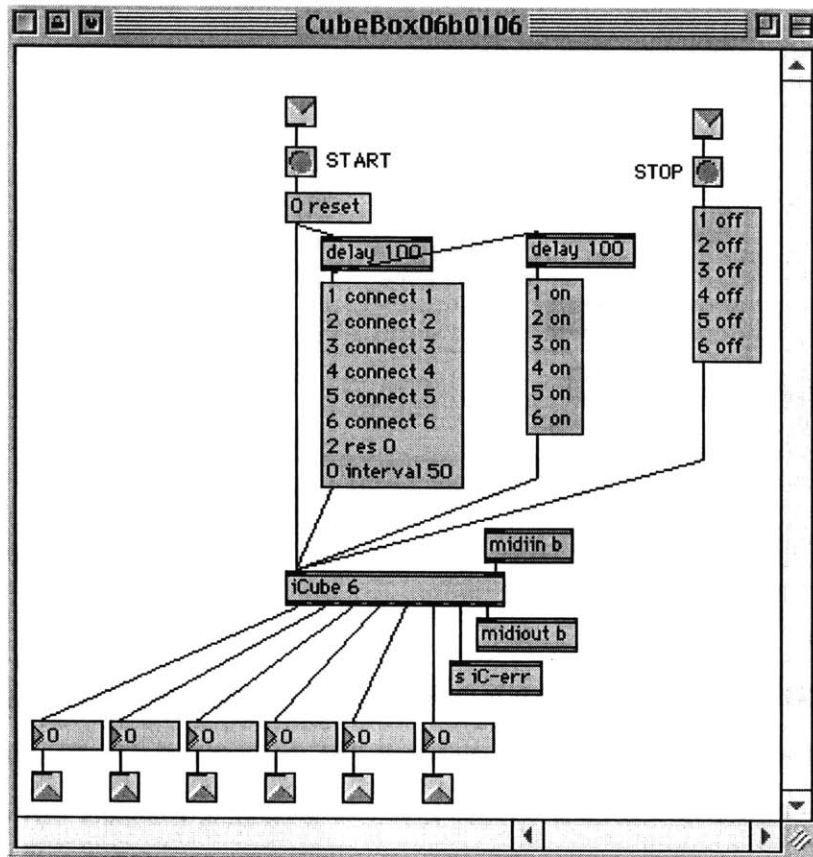 CubeBox06b0106
START
STOP
0 reset
1 off
2 off
3 off
4 off
5 off
6 off
delay 100
delay 100
1 connect 1
2 connect 2
3 connect 3
4 connect 4
5 connect 5
6 connect 6
2 res 0
0 interval 50
1 on
2 on
3 on
4 on
5 on
6 on
midiin b
iCube 6
midiout b
s iC-err
0
0
0
0
0
0